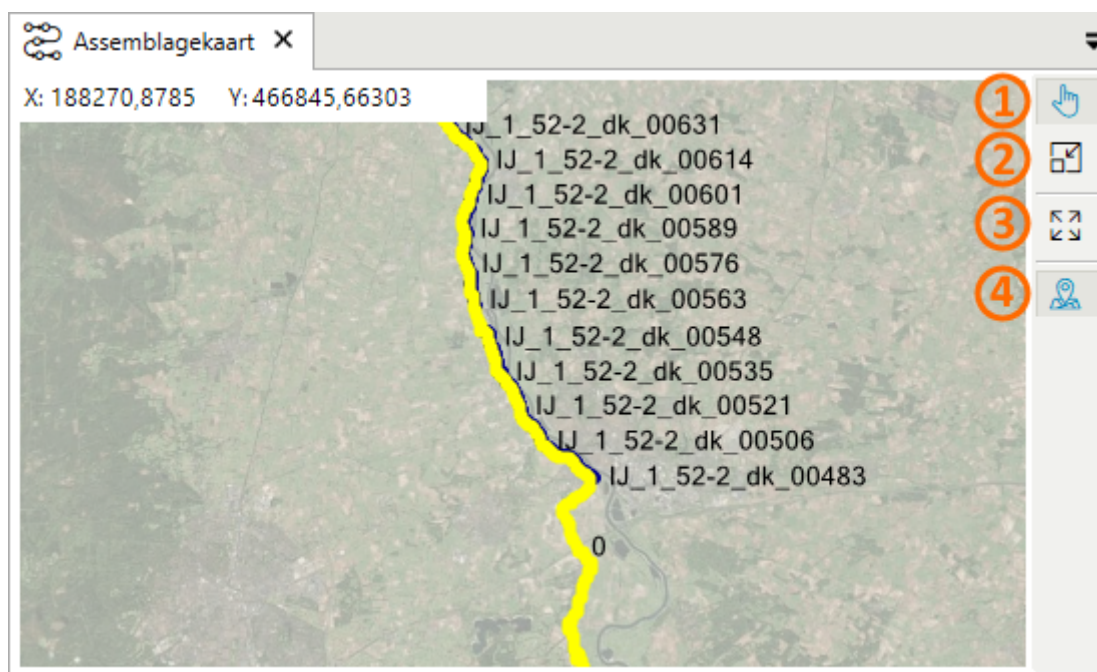 Assemblagekaart
X: 188270,8785 Y: 466845,66303
IJ_1_52-2_dk_00631
IJ_1_52-2_dk_00614
IJ_1_52-2_dk_00601
IJ_1_52-2_dk_00589
IJ_1_52-2_dk_00576
IJ_1_52-2_dk_00563
IJ_1_52-2_dk_00548
IJ_1_52-2_dk_00535
IJ_1_52-2_dk_00521
IJ_1_52-2_dk_00506
IJ_1_52-2_dk_00483
0
1
2
3
4